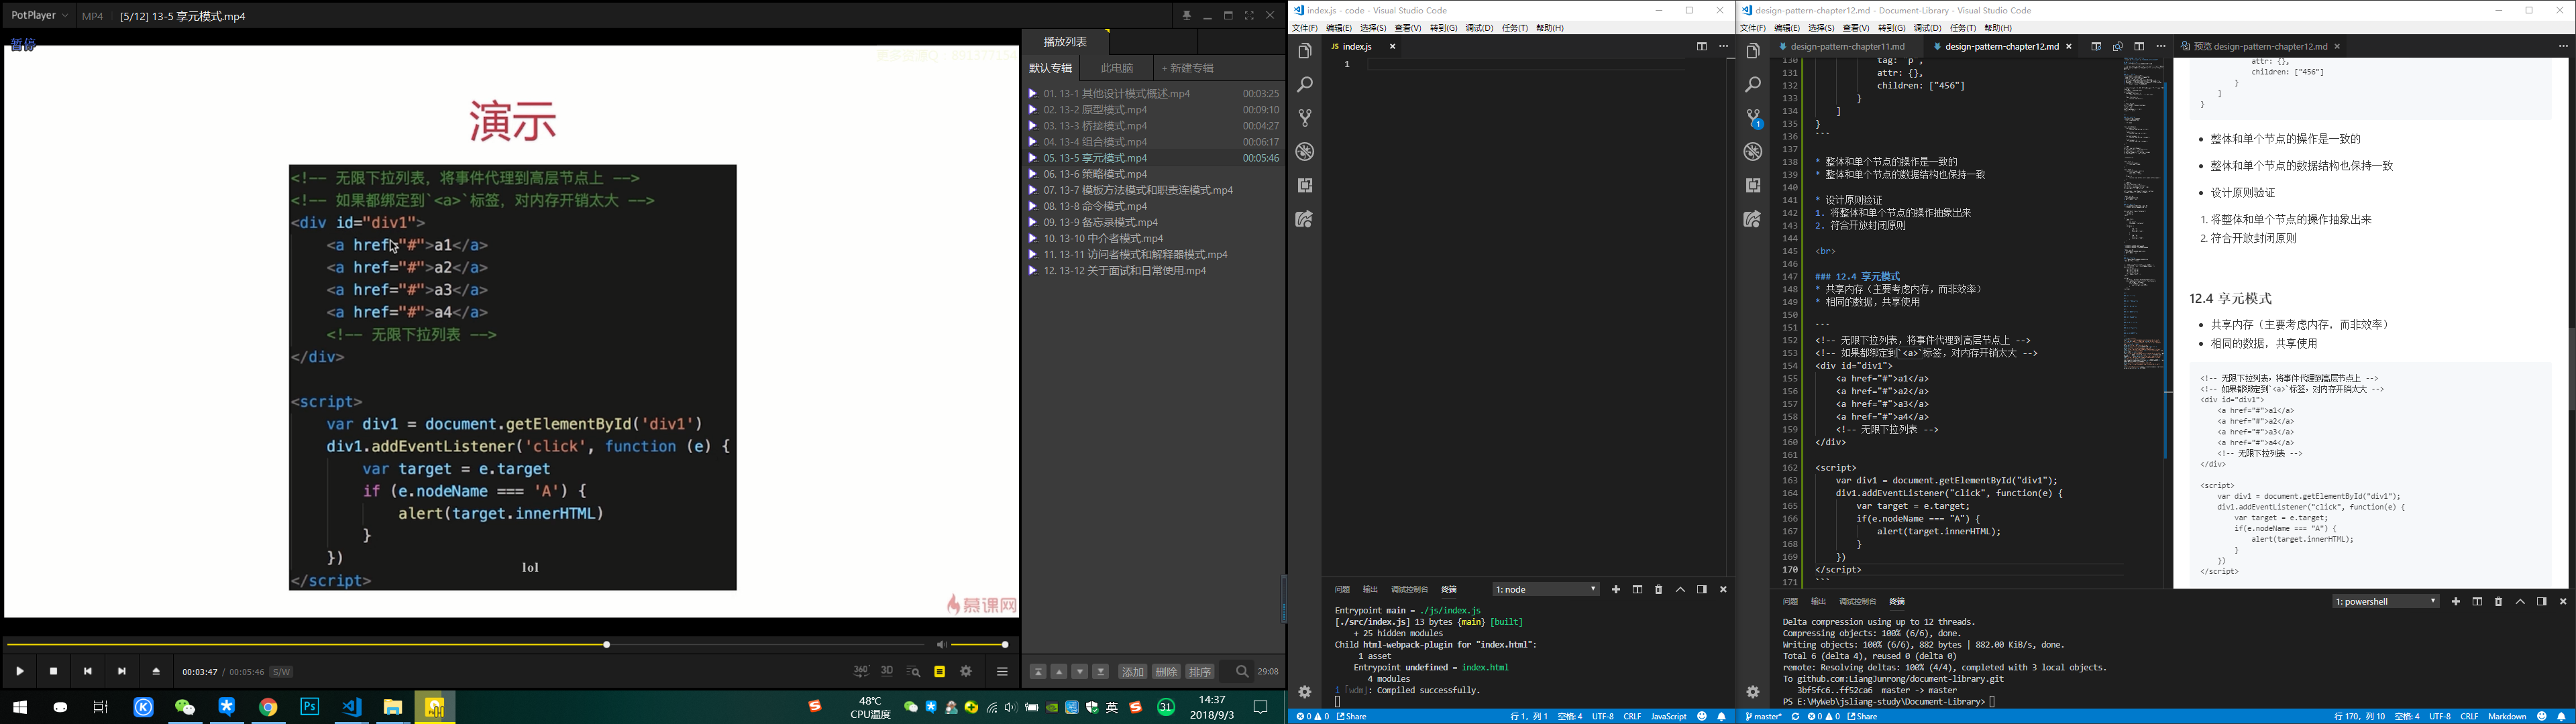 PotPlayer
MP4
[5/12] 13-5 享元模式.mp4
暂停
演示
<!-- 无限下拉列表，将事件代理到高层节点上 -->
<!-- 如果都绑定到`<a>`标签，对内存开销太大 -->
<div id="div1">
    <a href="#">a1</a>
    <a href="#">a2</a>
    <a href="#">a3</a>
    <a href="#">a4</a>
    <!-- 无限下拉列表 -->
</div>
<script>
    var div1 = document.getElementById('div1')
    div1.addEventListener('click', function (e) {
        var target = e.target
        if (e.nodeName === 'A') {
            alert(target.innerHTML)
        }
    })
</script>
lol
慕课网
00:03:47 / 00:05:46 S/W
360°
3D
播放列表
默认专辑
此电脑
+ 新建专辑
01. 13-1 其他设计模式概述.mp4 00:03:25
02. 13-2 原型模式.mp4 00:09:10
03. 13-3 桥接模式.mp4 00:04:27
04. 13-4 组合模式.mp4 00:06:17
05. 13-5 享元模式.mp4 00:05:46
06. 13-6 策略模式.mp4
07. 13-7 模板方法模式和职责连模式.mp4
08. 13-8 命令模式.mp4
09. 13-9 备忘录模式.mp4
10. 13-10 中介者模式.mp4
11. 13-11 访问者模式和解释器模式.mp4
12. 13-12 关于面试和日常使用.mp4
添加 删除 排序 29:08
Ps
48°C
CPU温度
英
31
14:37
2018/9/3
index.js - code - Visual Studio Code
文件(F) 编辑(E) 选择(S) 查看(V) 转到(G) 调试(D) 任务(T) 帮助(H)
JS index.js
1
问题 输出 调试控制台 终端
1: node
Entrypoint main = ./js/index.js
[./src/index.js] 13 bytes {main} [built]
    + 25 hidden modules
Child html-webpack-plugin for "index.html":
     1 asset
    Entrypoint undefined = index.html
       4 modules
i ｢wdm｣: Compiled successfully.
0 0 Share 行 1，列 1 空格: 4 UTF-8 CRLF JavaScript
design-pattern-chapter12.md - Document-Library - Visual Studio Code
文件(F) 编辑(E) 选择(S) 查看(V) 转到(G) 调试(D) 任务(T) 帮助(H)
design-pattern-chapter11.md
design-pattern-chapter12.md
1
130 tag: "p",
131 attr: {},
132 children: ["456"]
133 }
134 ]
135 }
136 ```
137
138 * 整体和单个节点的操作是一致的
139 * 整体和单个节点的数据结构也保持一致
140
141 * 设计原则验证
142 1. 将整体和单个节点的操作抽象出来
143 2. 符合开放封闭原则
144
145 <br>
146
147 ### 12.4 享元模式
148 * 共享内存（主要考虑内存，而非效率）
149 * 相同的数据，共享使用
150
151 ```
152 <!-- 无限下拉列表，将事件代理到高层节点上 -->
153 <!-- 如果都绑定到`<a>`标签，对内存开销太大 -->
154 <div id="div1">
155     <a href="#">a1</a>
156     <a href="#">a2</a>
157     <a href="#">a3</a>
158     <a href="#">a4</a>
159     <!-- 无限下拉列表 -->
160 </div>
161
162 <script>
163     var div1 = document.getElementById("div1");
164     div1.addEventListener("click", function(e) {
165         var target = e.target;
166         if(e.nodeName === "A") {
167             alert(target.innerHTML);
168         }
169     })
170 </script>
171 ```
预览 design-pattern-chapter12.md
attr: {},
children: ["456"]
}
]
}
• 整体和单个节点的操作是一致的
• 整体和单个节点的数据结构也保持一致
• 设计原则验证
1. 将整体和单个节点的操作抽象出来
2. 符合开放封闭原则
12.4 享元模式
• 共享内存（主要考虑内存，而非效率）
• 相同的数据，共享使用
<!-- 无限下拉列表，将事件代理到高层节点上 -->
<!-- 如果都绑定到`<a>`标签，对内存开销太大 -->
<div id="div1">
    <a href="#">a1</a>
    <a href="#">a2</a>
    <a href="#">a3</a>
    <a href="#">a4</a>
    <!-- 无限下拉列表 -->
</div>
<script>
    var div1 = document.getElementById("div1");
    div1.addEventListener("click", function(e) {
        var target = e.target;
        if(e.nodeName === "A") {
            alert(target.innerHTML);
        }
    })
</script>
问题 输出 调试控制台 终端
1: powershell
Delta compression using up to 12 threads.
Compressing objects: 100% (6/6), done.
Writing objects: 100% (6/6), 882 bytes | 882.00 KiB/s, done.
Total 6 (delta 4), reused 0 (delta 0)
remote: Resolving deltas: 100% (4/4), completed with 3 local objects.
To github.com:LiangJunrong/document-library.git
   3bf5fc6..ff52ca6  master -> master
PS E:\MyWeb\jsliang-study\Document-Library>
master* 0 0 Share 行 170，列 10 空格: 4 UTF-8 CRLF Markdown